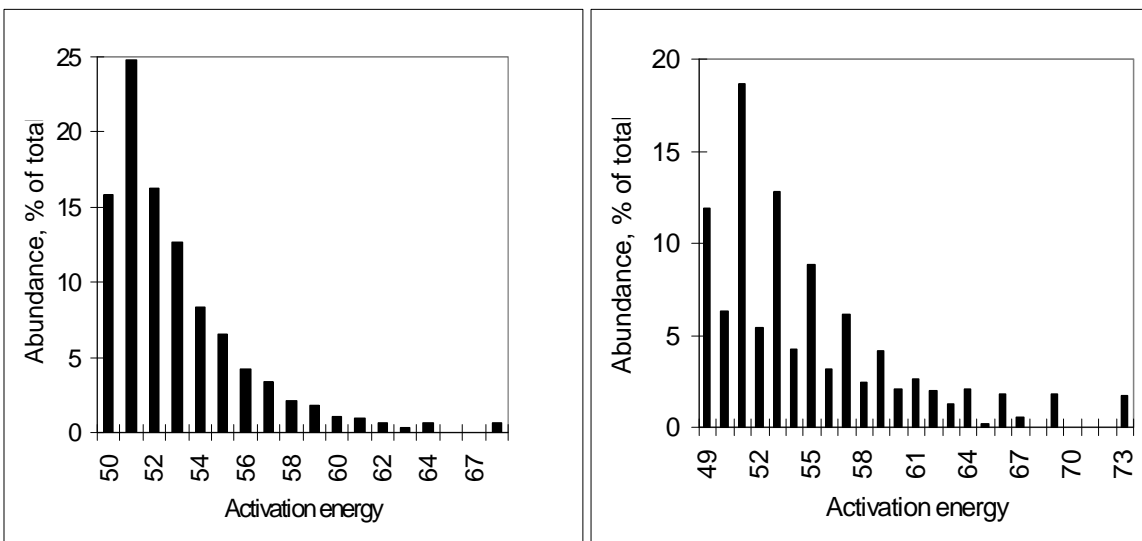 Abundance, % of total
25
20
15
10
5
0
50 52 54 56 58 60 62 64 67
Activation energy
Abundance, % of total
20
15
10
5
0
49 52 55 58 61 64 67 70 73
Activation energy